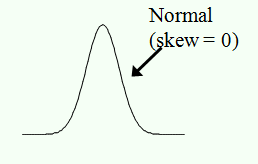 Normal
(skew = 0)